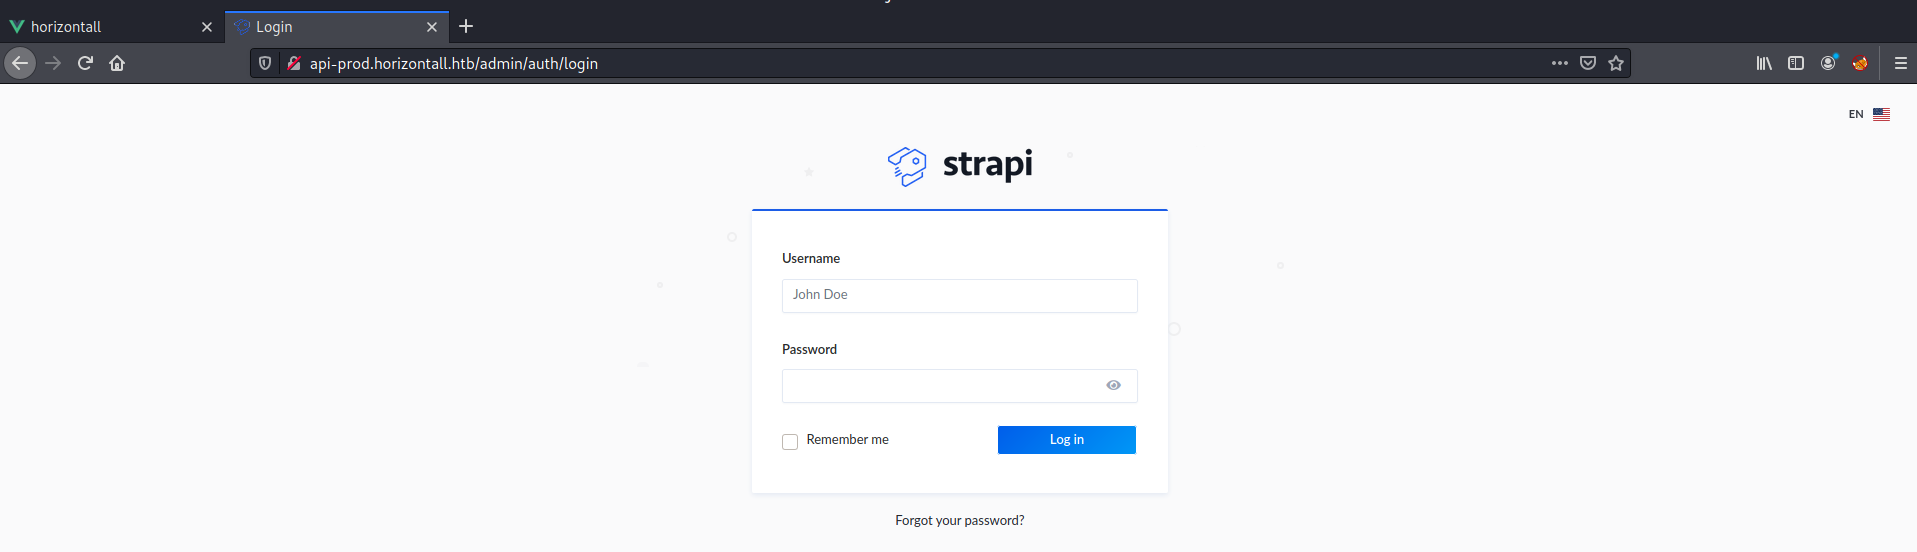 horizontall
Login
api-prod.horizontall.htb/admin/auth/login
EN
strapi
Username
John Doe
Password
Remember me
Log in
Forgot your password?